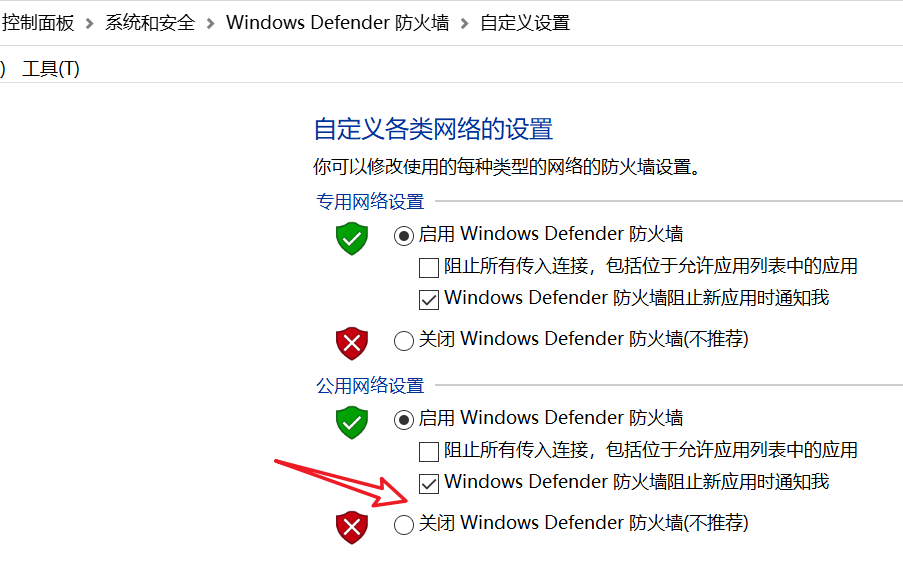 控制面板 > 系统和安全 > Windows Defender 防火墙 > 自定义设置
) 工具(T)
自定义各类网络的设置
你可以修改使用的每种类型的网络的防火墙设置。
专用网络设置
启用 Windows Defender 防火墙
阻止所有传入连接，包括位于允许应用列表中的应用
Windows Defender 防火墙阻止新应用时通知我
关闭 Windows Defender 防火墙(不推荐)
公用网络设置
启用 Windows Defender 防火墙
阻止所有传入连接，包括位于允许应用列表中的应用
Windows Defender 防火墙阻止新应用时通知我
关闭 Windows Defender 防火墙(不推荐)